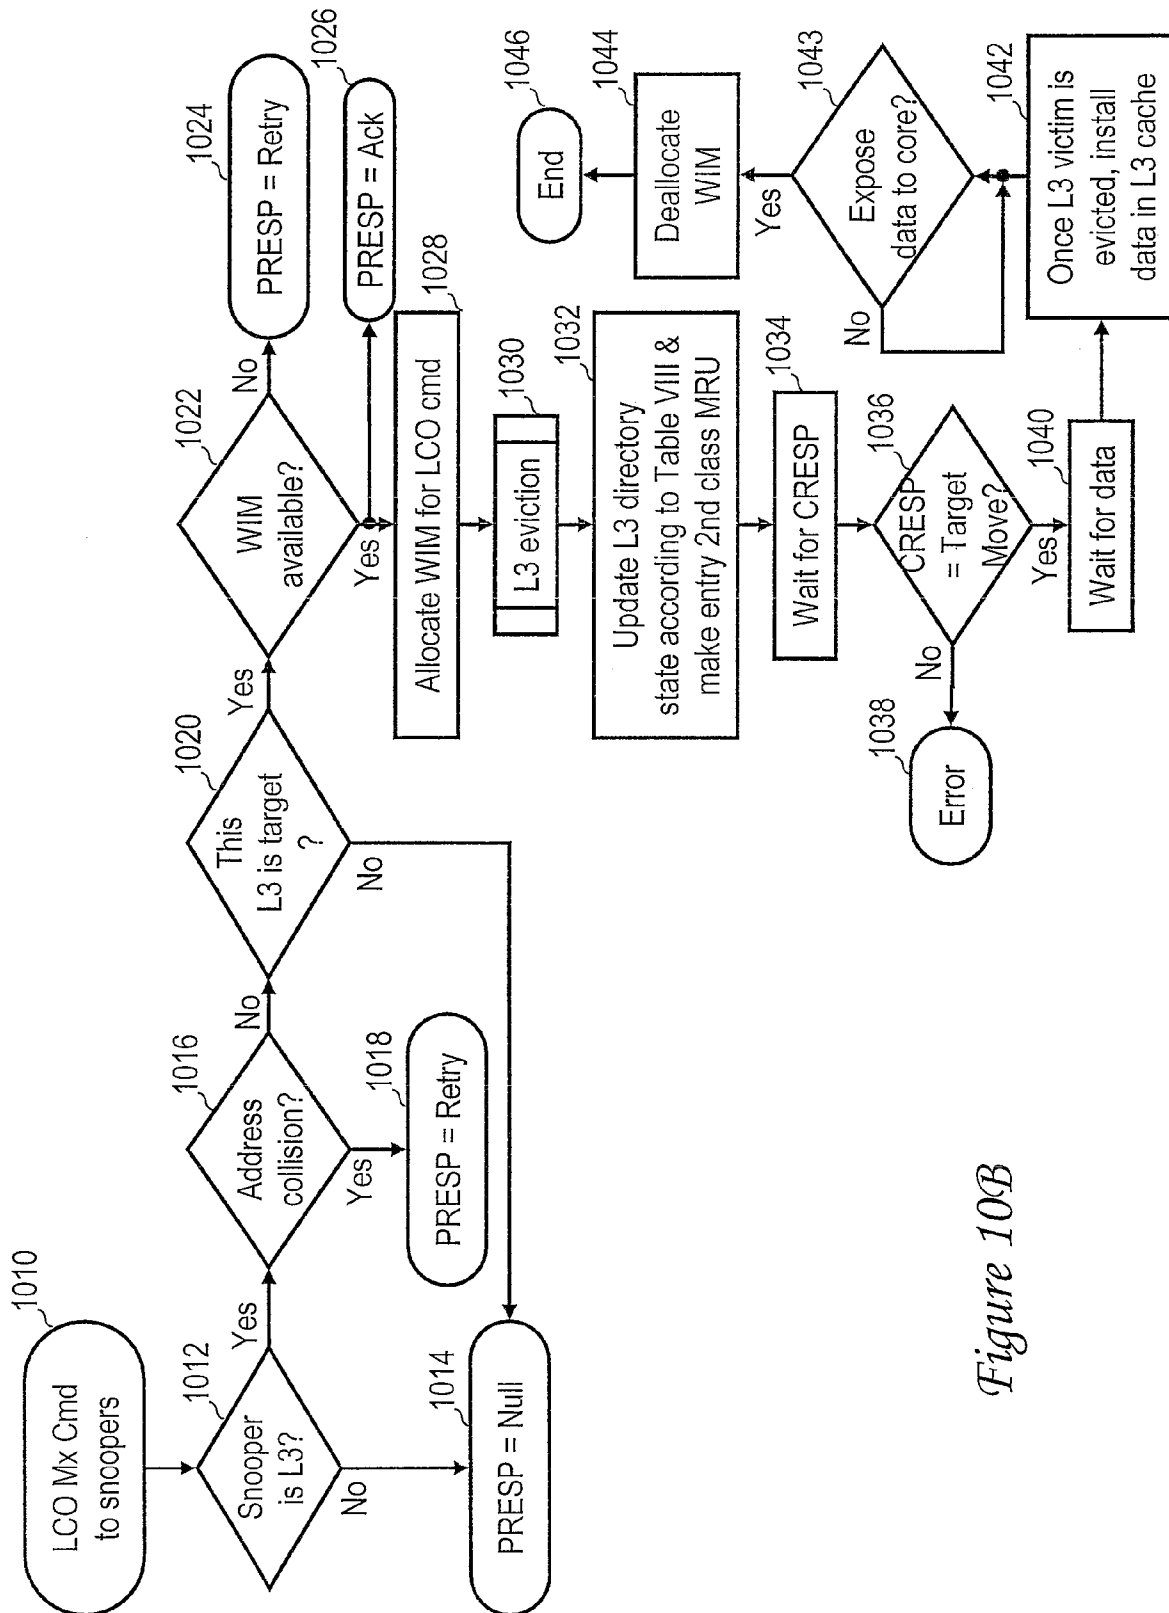 1010
LCO Mx Cmd
to snoopers
1012
Snooper
is L3?
Yes
No
1014
PRESP = Null
1016
Address
collision?
No
Yes
1018
PRESP = Retry
1020
This
L3 is target
?
Yes
No
1022
WIM
available?
No
Yes
1024
PRESP = Retry
1026
PRESP = Ack
1028
Allocate WIM for LCO cmd
1030
L3 eviction
1032
Update L3 directory
state according to Table VIII &
make entry 2nd class MRU
1034
Wait for CRESP
1036
CRESP
= Target
Move?
No
Yes
1038
Error
1040
Wait for data
1042
Once L3 victim is
evicted, install
data in L3 cache
1043
Expose
data to core?
No
Yes
1044
Deallocate
WIM
1046
End
Figure 10B